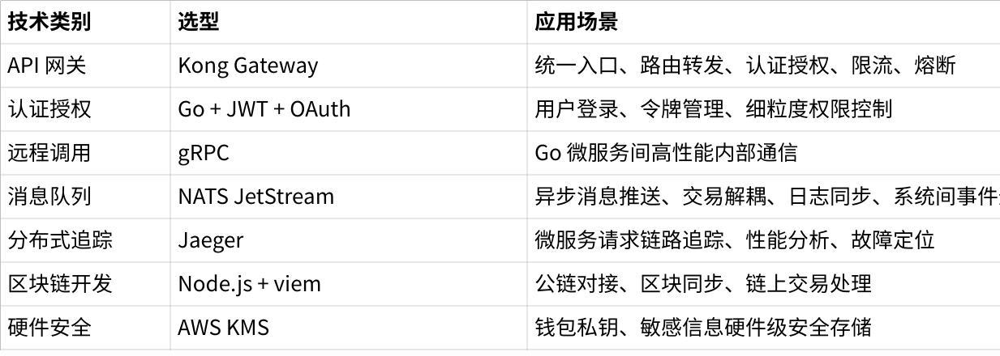 技术类别 选型 应用场景
API 网关 Kong Gateway 统一入口、路由转发、认证授权、限流、熔断
认证授权 Go + JWT + OAuth 用户登录、令牌管理、细粒度权限控制
远程调用 gRPC Go 微服务间高性能内部通信
消息队列 NATS JetStream 异步消息推送、交易解耦、日志同步、系统间事件
分布式追踪 Jaeger 微服务请求链路追踪、性能分析、故障定位
区块链开发 Node.js + viem 公链对接、区块同步、链上交易处理
硬件安全 AWS KMS 钱包私钥、敏感信息硬件级安全存储